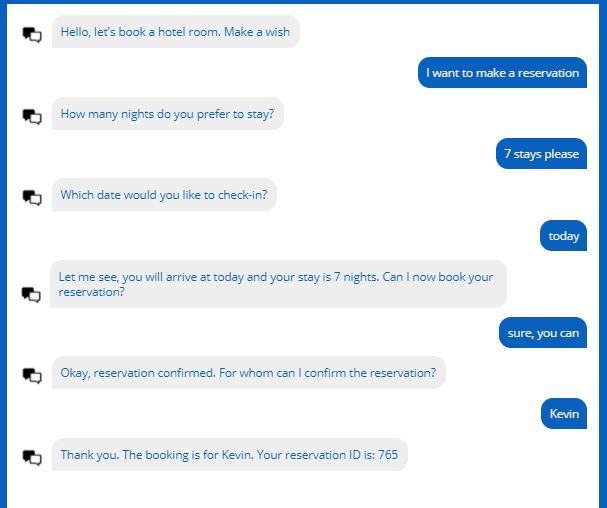 Hello, let's book a hotel room. Make a wish
I want to make a reservation
How many nights do you prefer to stay?
7 stays please
Which date would you like to check-in?
today
Let me see, you will arrive at today and your stay is 7 nights. Can I now book your
reservation?
sure, you can
Okay, reservation confirmed. For whom can I confirm the reservation?
Kevin
Thank you. The booking is for Kevin. Your reservation ID is: 765